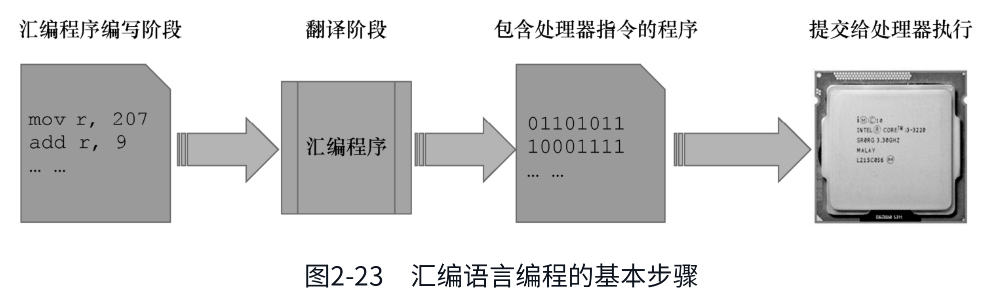 汇编程序编写阶段
翻译阶段
包含处理器指令的程序
提交给处理器执行
mov r, 207
add r, 9
… …
汇编程序
01101011
10001111
… …
INTEL® CORE™ i3-3220
SR0RG 3.30GHZ
MALAY
L215C056
图2-23 汇编语言编程的基本步骤